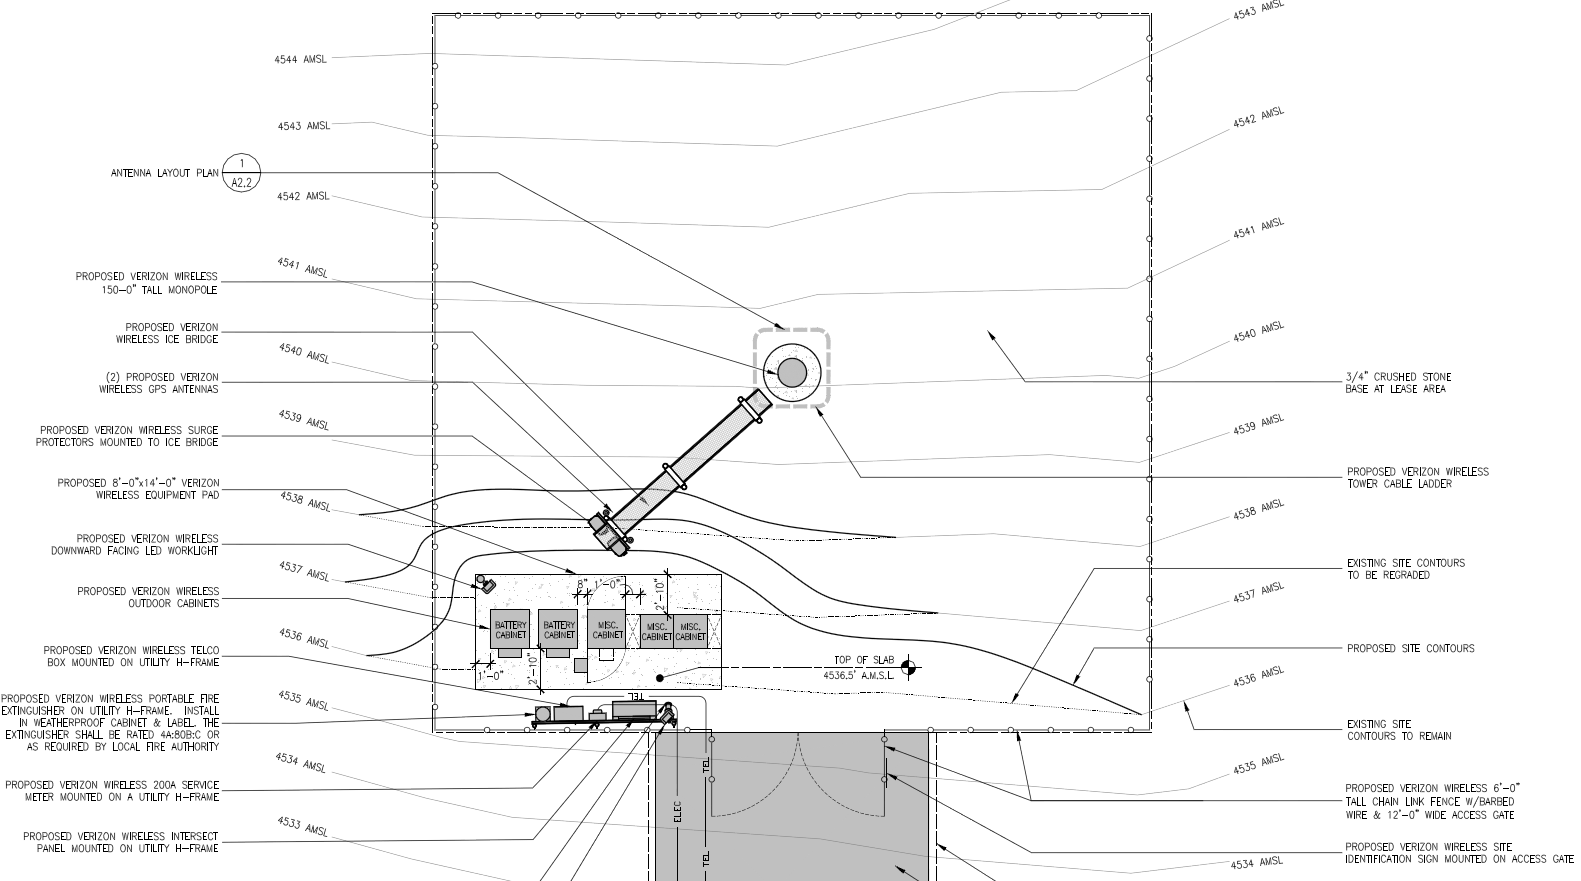 4543 AMSL
4544 AMSL
4543 AMSL
4542 AMSL
1
A2.2
ANTENNA LAYOUT PLAN
4542 AMSL
4541 AMSL
4541 AMSL
PROPOSED VERIZON WIRELESS
150-0" TALL MONOPOLE
PROPOSED VERIZON
WIRELESS ICE BRIDGE
4540 AMSL
4540 AMSL
(2) PROPOSED VERIZON
WIRELESS GPS ANTENNAS
3/4" CRUSHED STONE
BASE AT LEASE AREA
4539 AMSL
4539 AMSL
PROPOSED VERIZON WIRELESS SURGE
PROTECTORS MOUNTED TO ICE BRIDGE
PROPOSED VERIZON WIRELESS
TOWER CABLE LADDER
PROPOSED 8'-0"x14'-0" VERIZON
WIRELESS EQUIPMENT PAD
4538 AMSL
4538 AMSL
PROPOSED VERIZON WIRELESS
DOWNWARD FACING LED WORKLIGHT
4537 AMSL
EXISTING SITE CONTOURS
TO BE REGRADED
8"
1'-0"
2'-10"
PROPOSED VERIZON WIRELESS
OUTDOOR CABINETS
4537 AMSL
BATTERY
CABINET
BATTERY
CABINET
MISC.
CABINET
MISC.
CABINET
MISC.
CABINET
4536 AMSL
PROPOSED SITE CONTOURS
PROPOSED VERIZON WIRELESS TELCO
BOX MOUNTED ON UTILITY H-FRAME
1'-0"
2'-10"
TOP OF SLAB
4536.5' A.M.S.L.
4536 AMSL
4535 AMSL
TEL
PROPOSED VERIZON WIRELESS PORTABLE FIRE
EXTINGUISHER ON UTILITY H-FRAME. INSTALL
IN WEATHERPROOF CABINET & LABEL. THE
EXTINGUISHER SHALL BE RATED 4A:80B:C OR
AS REQUIRED BY LOCAL FIRE AUTHORITY
EXISTING SITE
CONTOURS TO REMAIN
4534 AMSL
4535 AMSL
TEL
PROPOSED VERIZON WIRELESS 200A SERVICE
METER MOUNTED ON A UTILITY H-FRAME
PROPOSED VERIZON WIRELESS 6'-0"
TALL CHAIN LINK FENCE W/BARBED
WIRE & 12'-0" WIDE ACCESS GATE
ELEC
4533 AMSL
PROPOSED VERIZON WIRELESS INTERSECT
PANEL MOUNTED ON UTILITY H-FRAME
TEL
4534 AMSL
PROPOSED VERIZON WIRELESS SITE
IDENTIFICATION SIGN MOUNTED ON ACCESS GATE